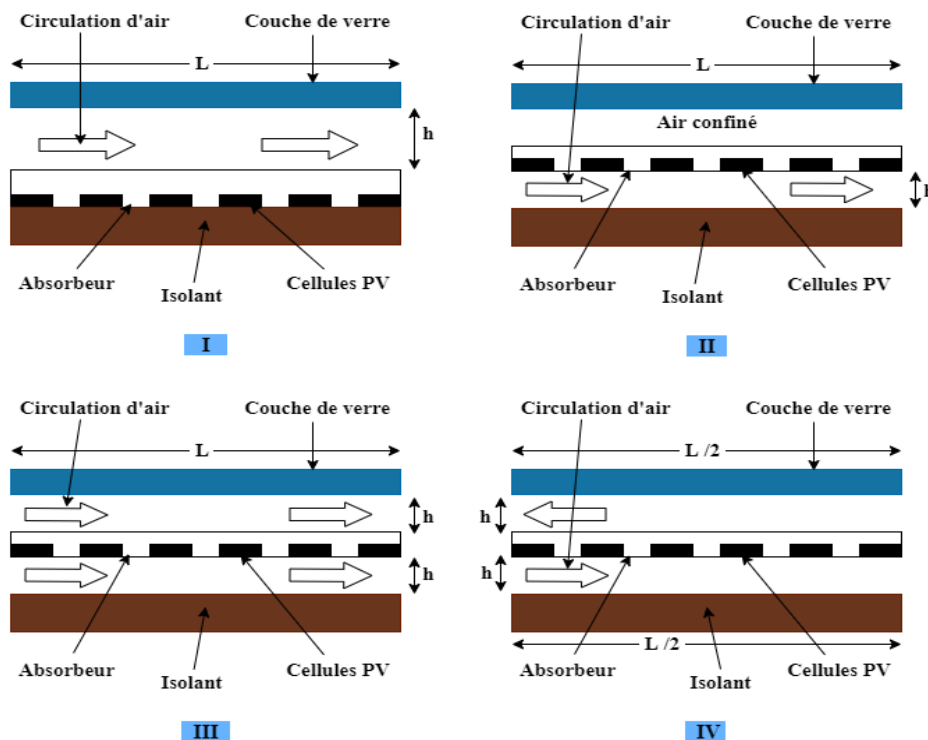 Circulation d'air
Couche de verre
L
h
Absorbeur
Isolant
Cellules PV
I
Circulation d'air
Couche de verre
L
Air confiné
h
Absorbeur
Isolant
Cellules PV
II
Circulation d'air
Couche de verre
L
h
h
Absorbeur
Isolant
Cellules PV
III
Circulation d'air
Couche de verre
L /2
h
h
L /2
Absorbeur
Isolant
Cellules PV
IV